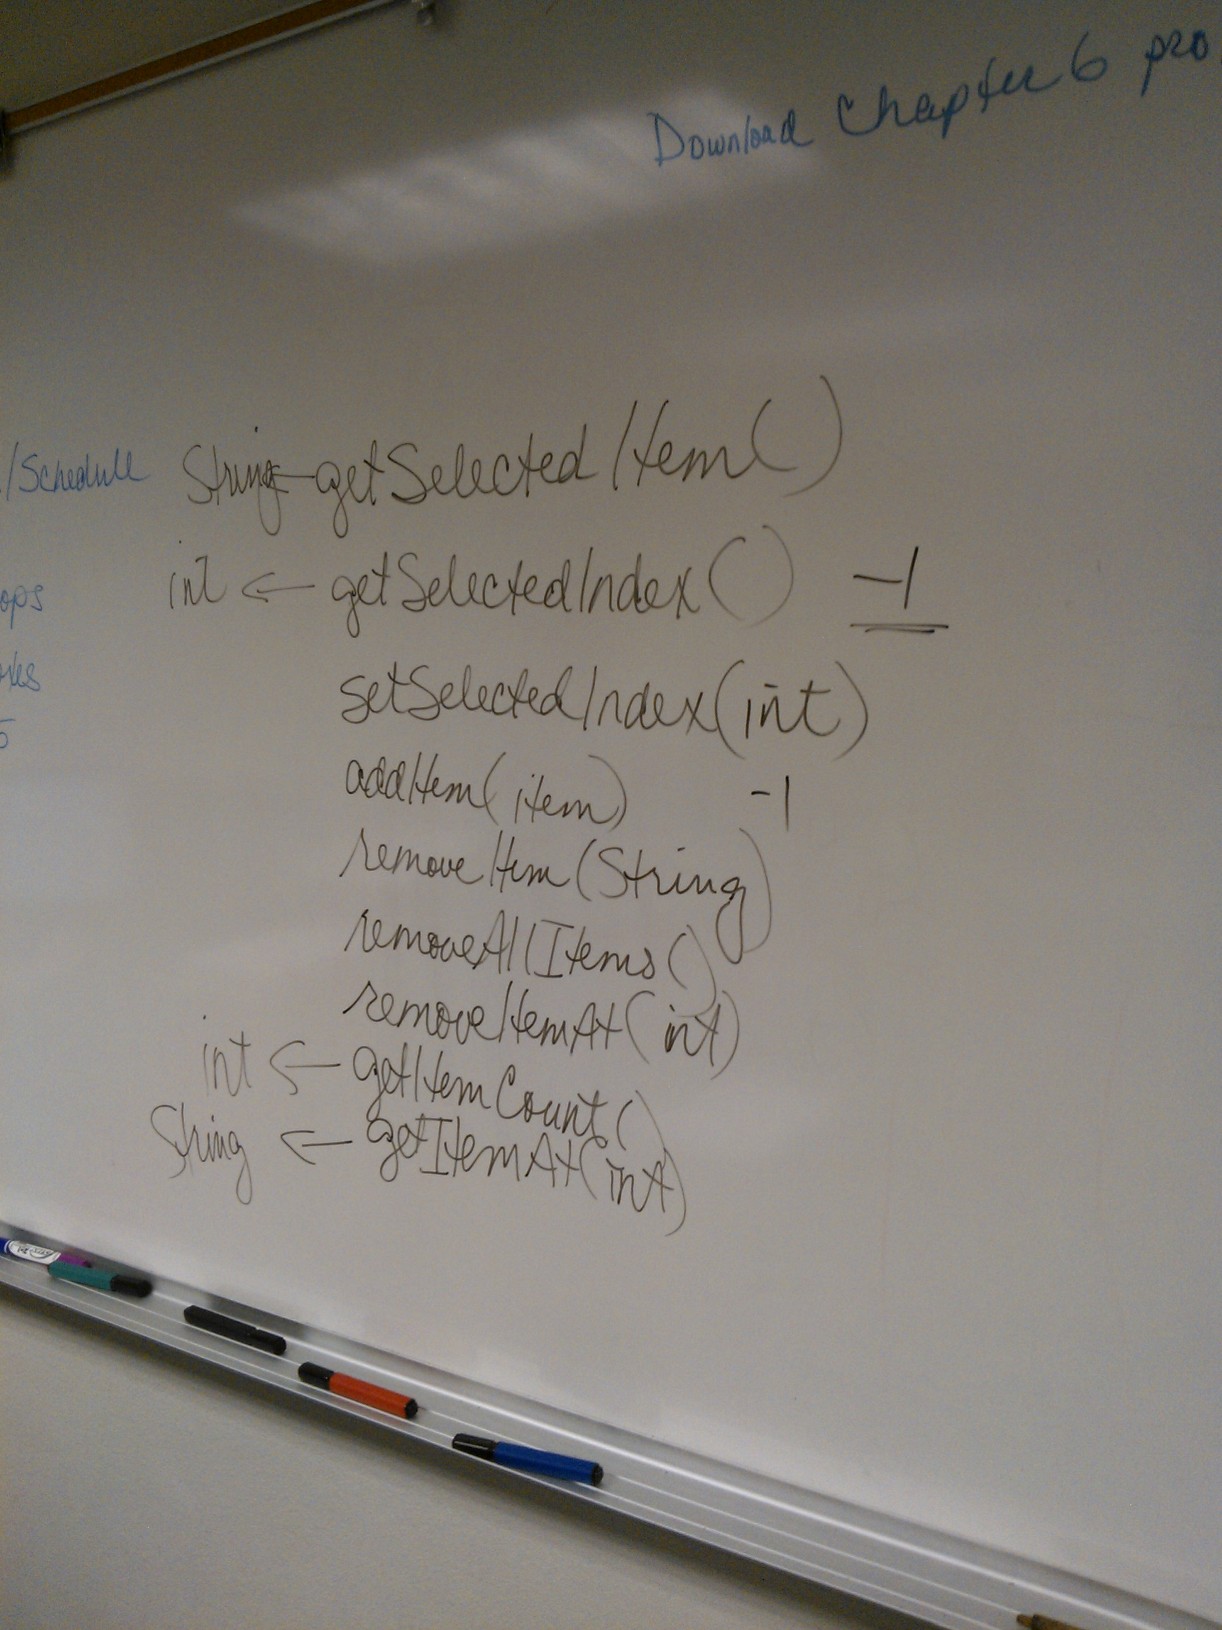 Download Chapter 6 pro
/Schedule
ops
5
String ← getSelectedItem()
int ← getSelectedIndex() -1
setSelectedIndex(int)
addItem(item) -1
removeItem(String)
removeAllItems()
removeItemAt(int)
int ← getItemCount()
String ← getItemAt(int)